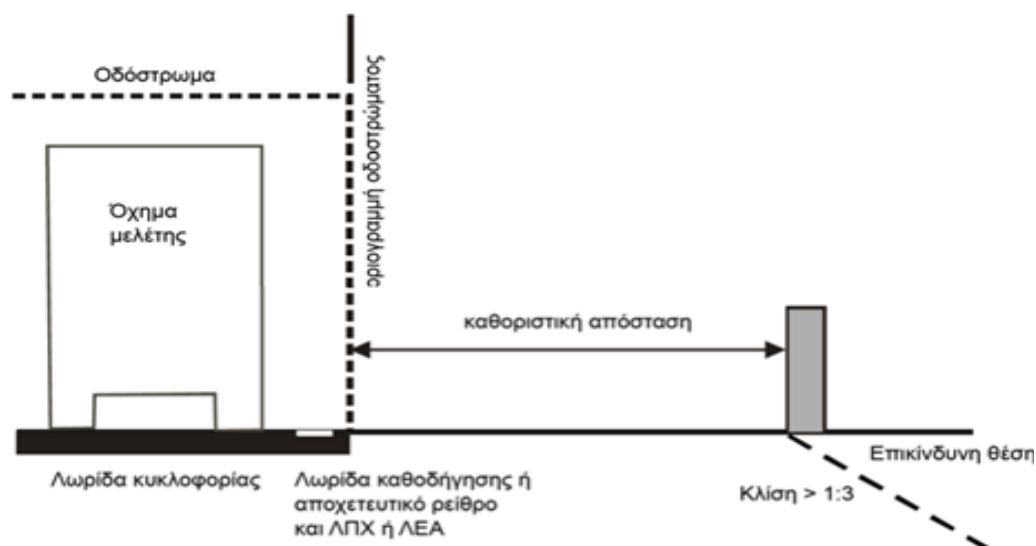 Οδόστρωμα
οριογραμμή οδοστρώματος
Όχημα
μελέτης
καθοριστική απόσταση
Επικίνδυνη θέση
Κλίση > 1:3
Λωρίδα κυκλοφορίας
Λωρίδα καθοδήγησης ή
αποχετευτικό ρείθρο
και ΛΠΧ ή ΛΕΑ